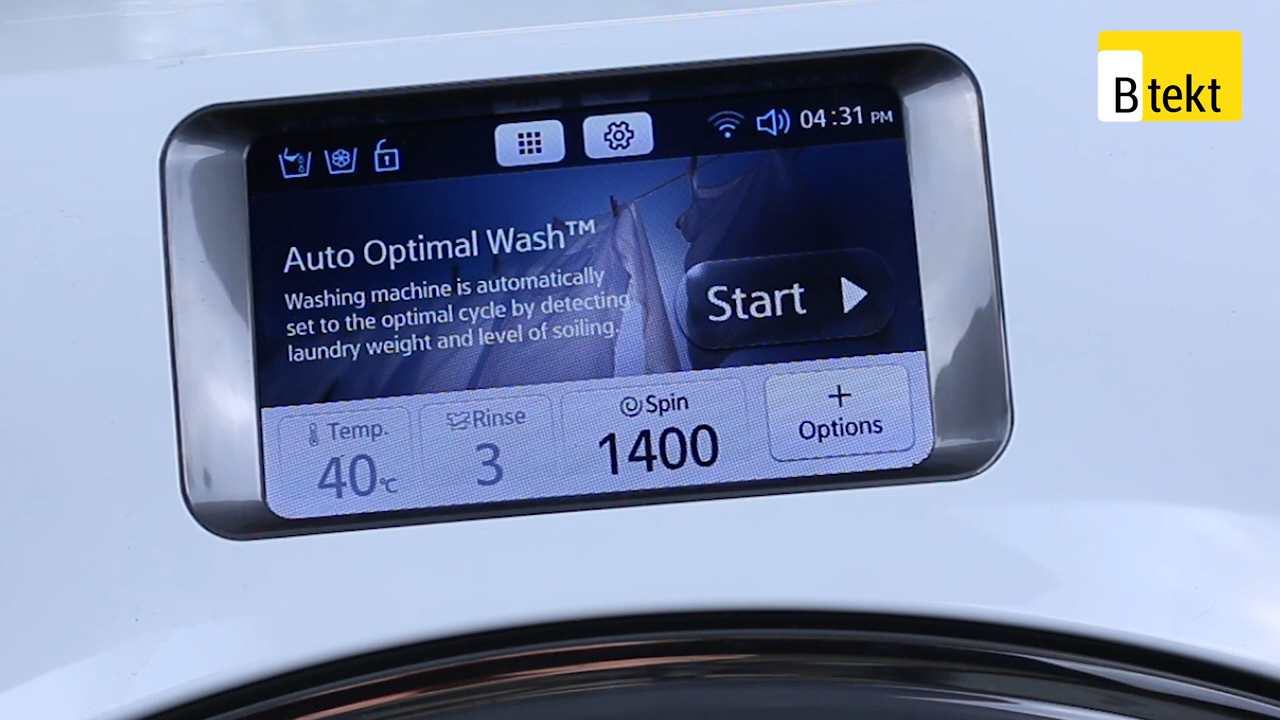 B tekt
04:31 PM
Auto Optimal Wash™
Washing machine is automatically
set to the optimal cycle by detecting
laundry weight and level of soiling.
Start
Temp.
40℃
Rinse
3
Spin
1400
+
Options